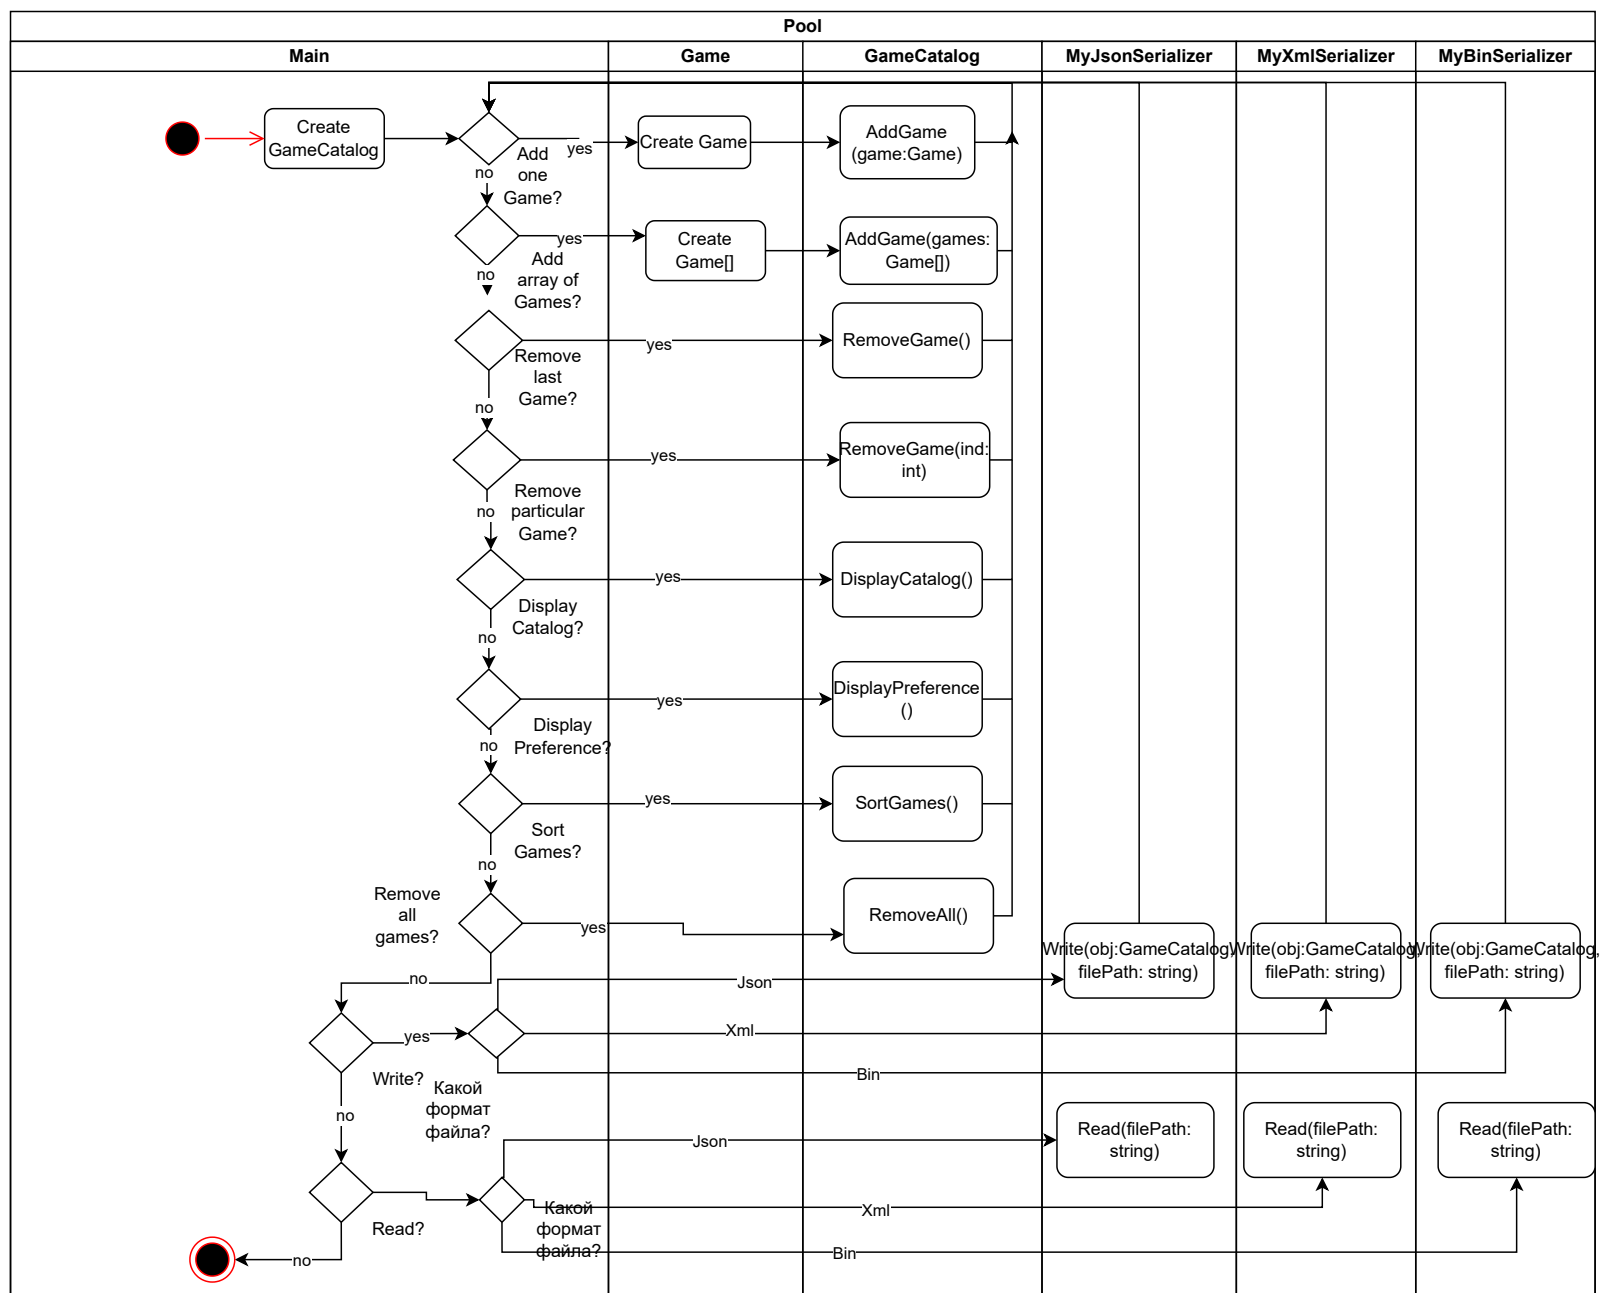 Pool
Main
Game
GameCatalog
MyJsonSerializer
MyXmlSerializer
MyBinSerializer
Create
GameCatalog
Add
one
Game?
yes
no
Create Game
AddGame
(game:Game)
yes
Add
array of
Games?
no
Create
Game[]
AddGame(games:
Game[])
Remove
last
Game?
yes
no
RemoveGame()
yes
Remove
particular
Game?
no
RemoveGame(ind:
int)
yes
Display
Catalog?
no
DisplayCatalog()
yes
Display
Preference?
no
DisplayPreference
()
yes
Sort
Games?
no
SortGames()
Remove
all
games?
yes
no
RemoveAll()
Write(obj:GameCatalog,
filePath: string)
Write(obj:GameCatalog,
filePath: string)
Write(obj:GameCatalog,
filePath: string)
Json
Xml
Bin
yes
Write?
Какой
формат
файла?
no
Json
Read(filePath:
string)
Read(filePath:
string)
Read(filePath:
string)
Read?
Какой
формат
файла?
Xml
Bin
no